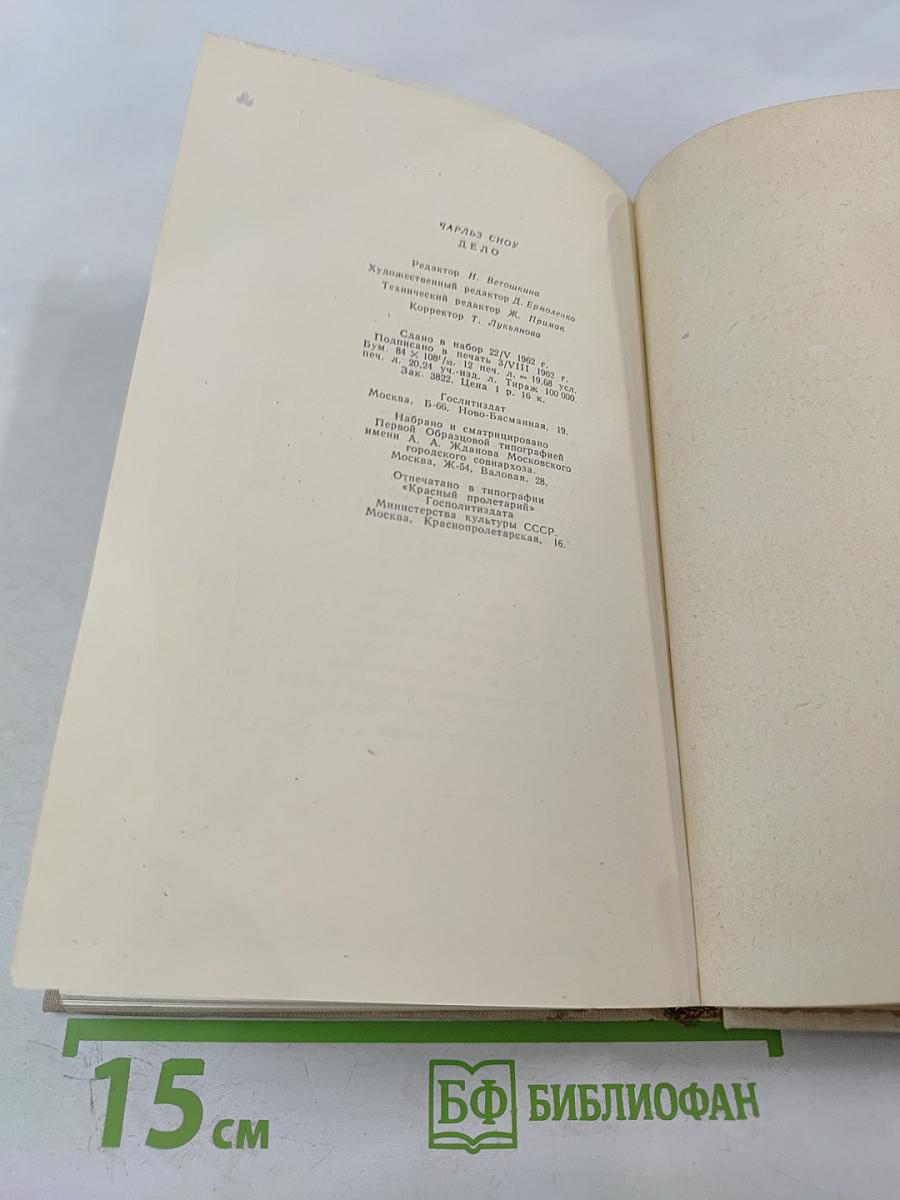 ЧАРЛЬЗ СНОУ
ДЕЛО
Редактор Н. Ветошкина
Художественный редактор Д. Ермоленко
Технический редактор Ж. Примак
Корректор Т. Лукьянова
Сдано в набор 22/V 1962 г.
Подписано в печать 3/VIII 1962 г.
Бум. 84 × 108¹/₃₂. 12 печ. л. = 19,68 усл.
печ. л. 20,24 уч.-изд. л. Тираж 100 000.
Зак. 3822. Цена 1 р. 16 к.
Гослитиздат
Москва, Б-66, Ново-Басманная, 19.
Набрано и сматрицировано
Первой Образцовой типографией
имени А. А. Жданова Московского
городского совнархоза.
Москва, Ж-54, Валовая, 28.
Отпечатано в типографии
«Красный пролетарий»
Госполитиздата
Министерства культуры СССР.
Москва, Краснопролетарская, 16.
15 см
БФ БИБЛИОФАН